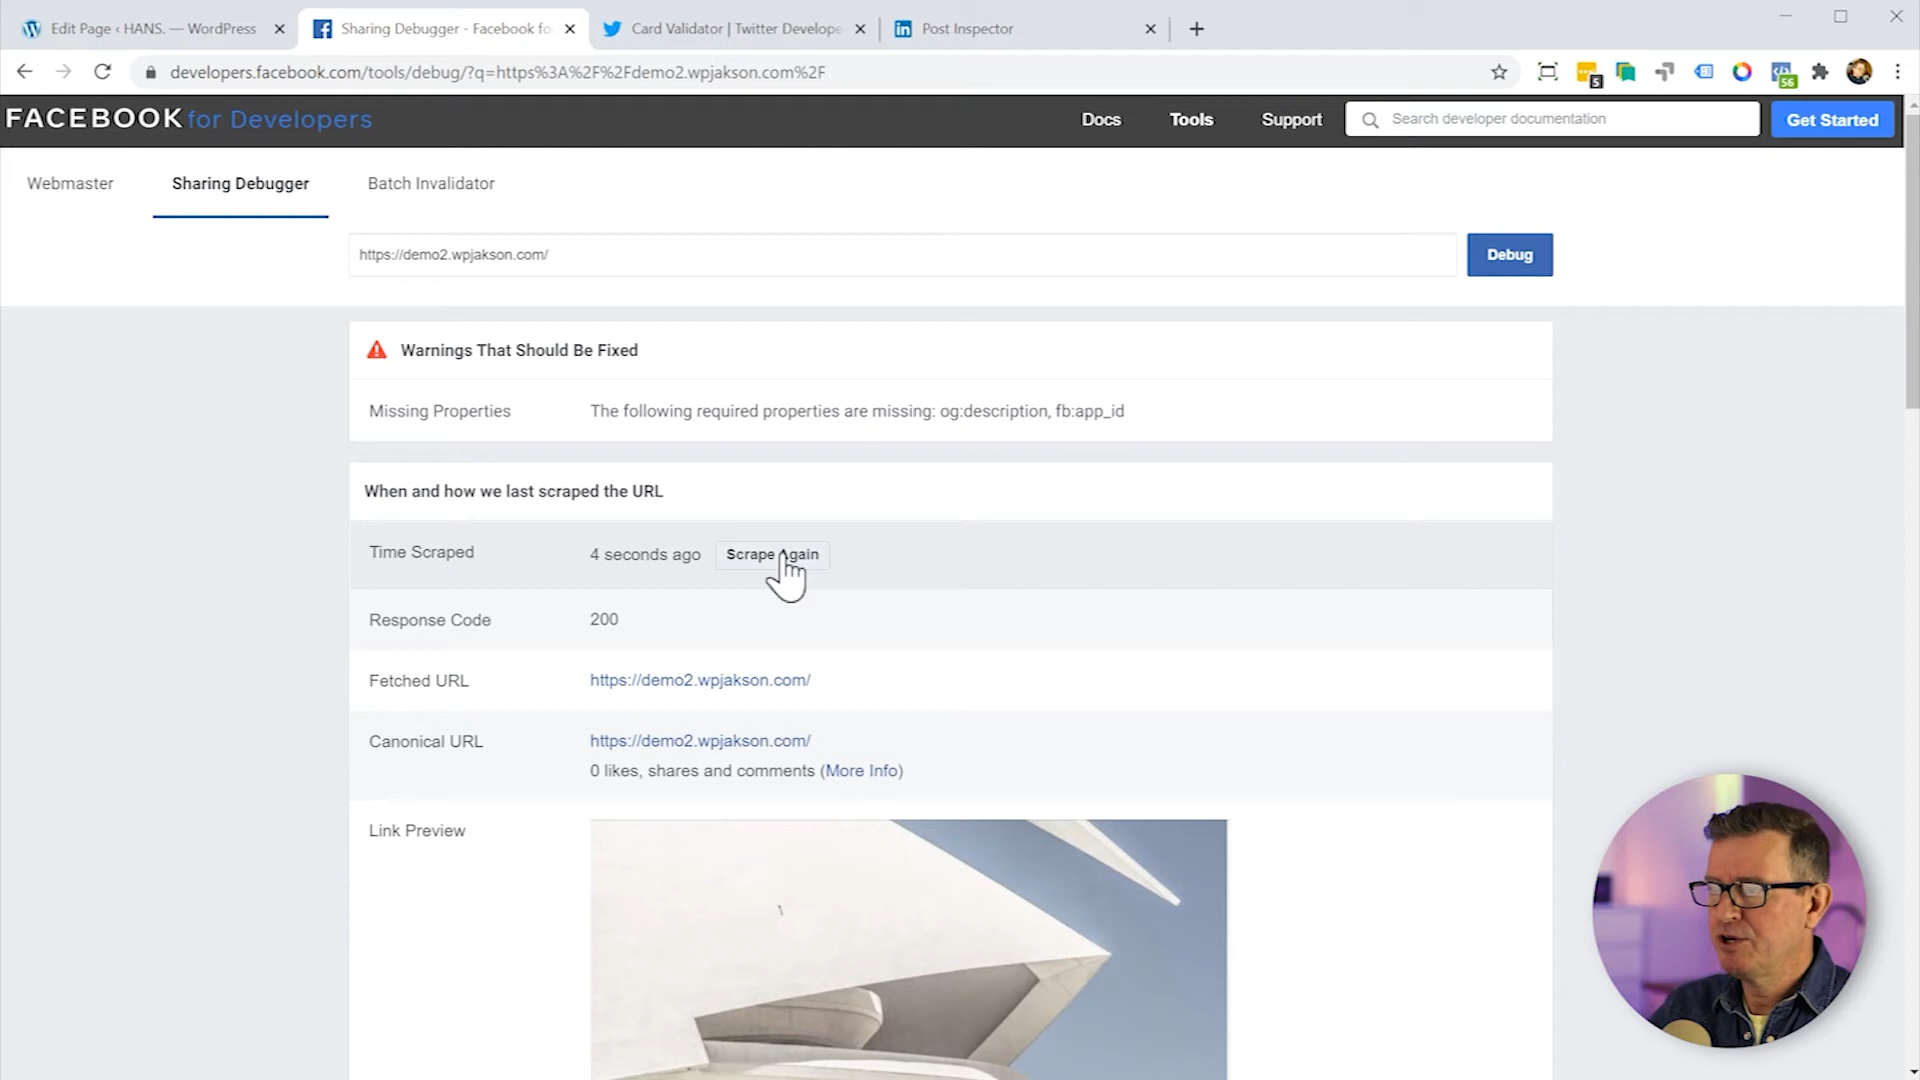 Edit Page ‹ HANS. — WordPress
Sharing Debugger - Facebook fo
Card Validator | Twitter Develope
Post Inspector
developers.facebook.com/tools/debug/?q=https%3A%2F%2Fdemo2.wpjakson.com%2F
5
56
FACEBOOK for Developers
Docs
Tools
Support
Search developer documentation
Get Started
Webmaster
Sharing Debugger
Batch Invalidator
https://demo2.wpjakson.com/
Debug
Warnings That Should Be Fixed
Missing Properties
The following required properties are missing: og:description, fb:app_id
When and how we last scraped the URL
Time Scraped
4 seconds ago
Scrape Again
Response Code
200
Fetched URL
https://demo2.wpjakson.com/
Canonical URL
https://demo2.wpjakson.com/
0 likes, shares and comments (More Info)
Link Preview